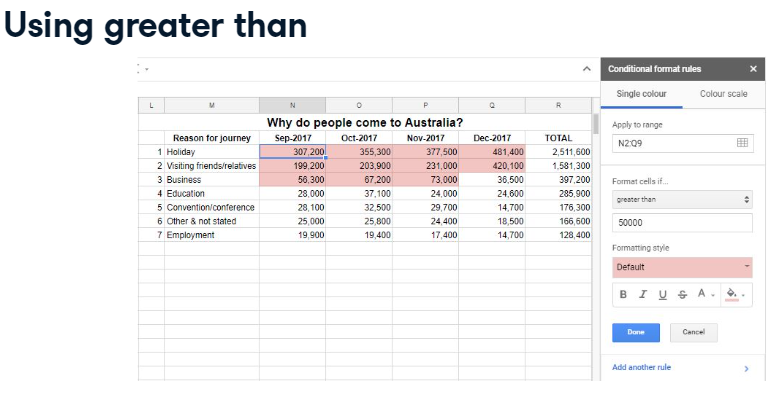 Using greater than
Conditional format rules ×
Single colour Colour scale
Apply to range
N2:Q9
Format cells if...
greater than
50000
Formatting style
Default
B I U S A
Done Cancel
Add another rule
L M N O P Q R
Why do people come to Australia?
Reason for journey Sep-2017 Oct-2017 Nov-2017 Dec-2017 TOTAL
1 Holiday 307,200 355,300 377,500 481,400 2,511,600
2 Visiting friends/relatives 199,200 203,900 231,000 420,100 1,581,300
3 Business 56,300 67,200 73,000 36,500 397,200
4 Education 28,000 37,100 24,000 24,600 285,900
5 Convention/conference 28,100 32,500 29,700 14,700 176,300
6 Other & not stated 25,000 25,800 24,400 18,500 166,600
7 Employment 19,900 19,400 17,400 14,700 128,400